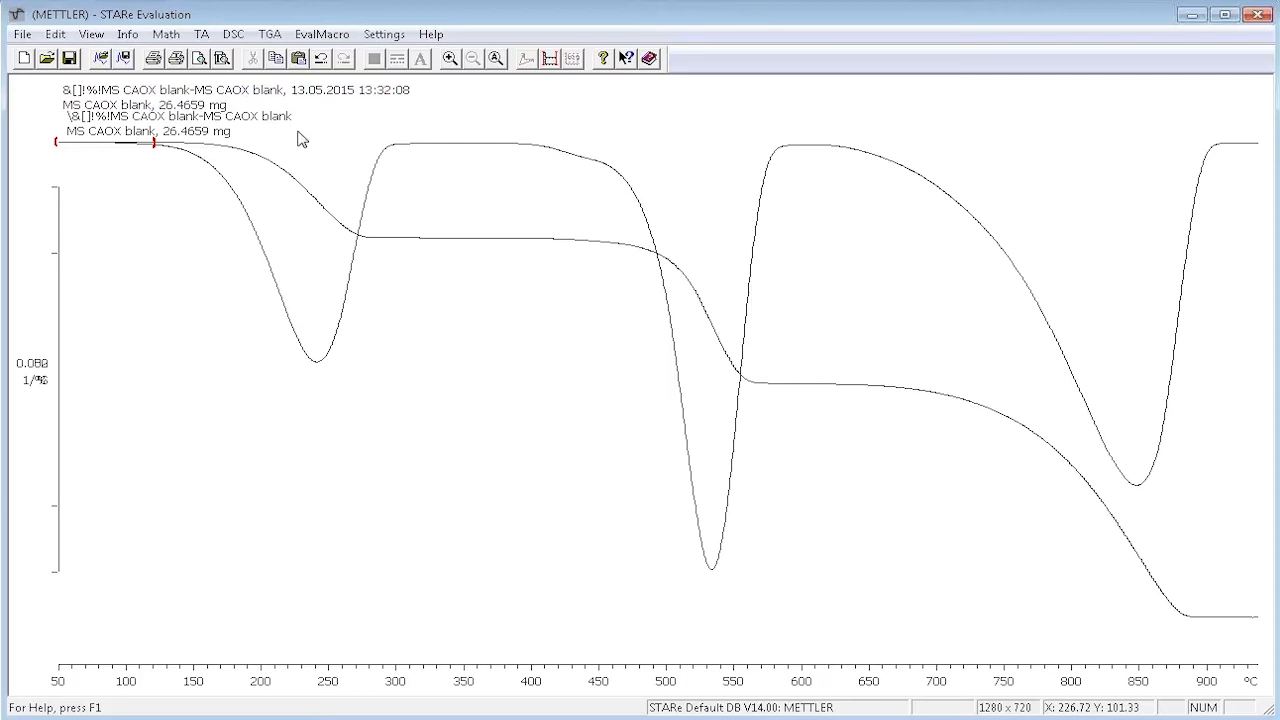 (METTLER) - STARe Evaluation
File Edit View Info Math TA DSC TGA EvalMacro Settings Help
&[]!%!MS CAOX blank-MS CAOX blank, 13.05.2015 13:32:08
MS CAOX blank, 26.4659 mg
\&[]!%!MS CAOX blank-MS CAOX blank
MS CAOX blank, 26.4659 mg
50 100 150 200 250 300 350 400 450 500 550 600 650 700 750 800 850 900 ºC
For Help, press F1 STARe Default DB V14.00: METTLER 1280 x 720 X: 226.72 Y: 101.33 NUM